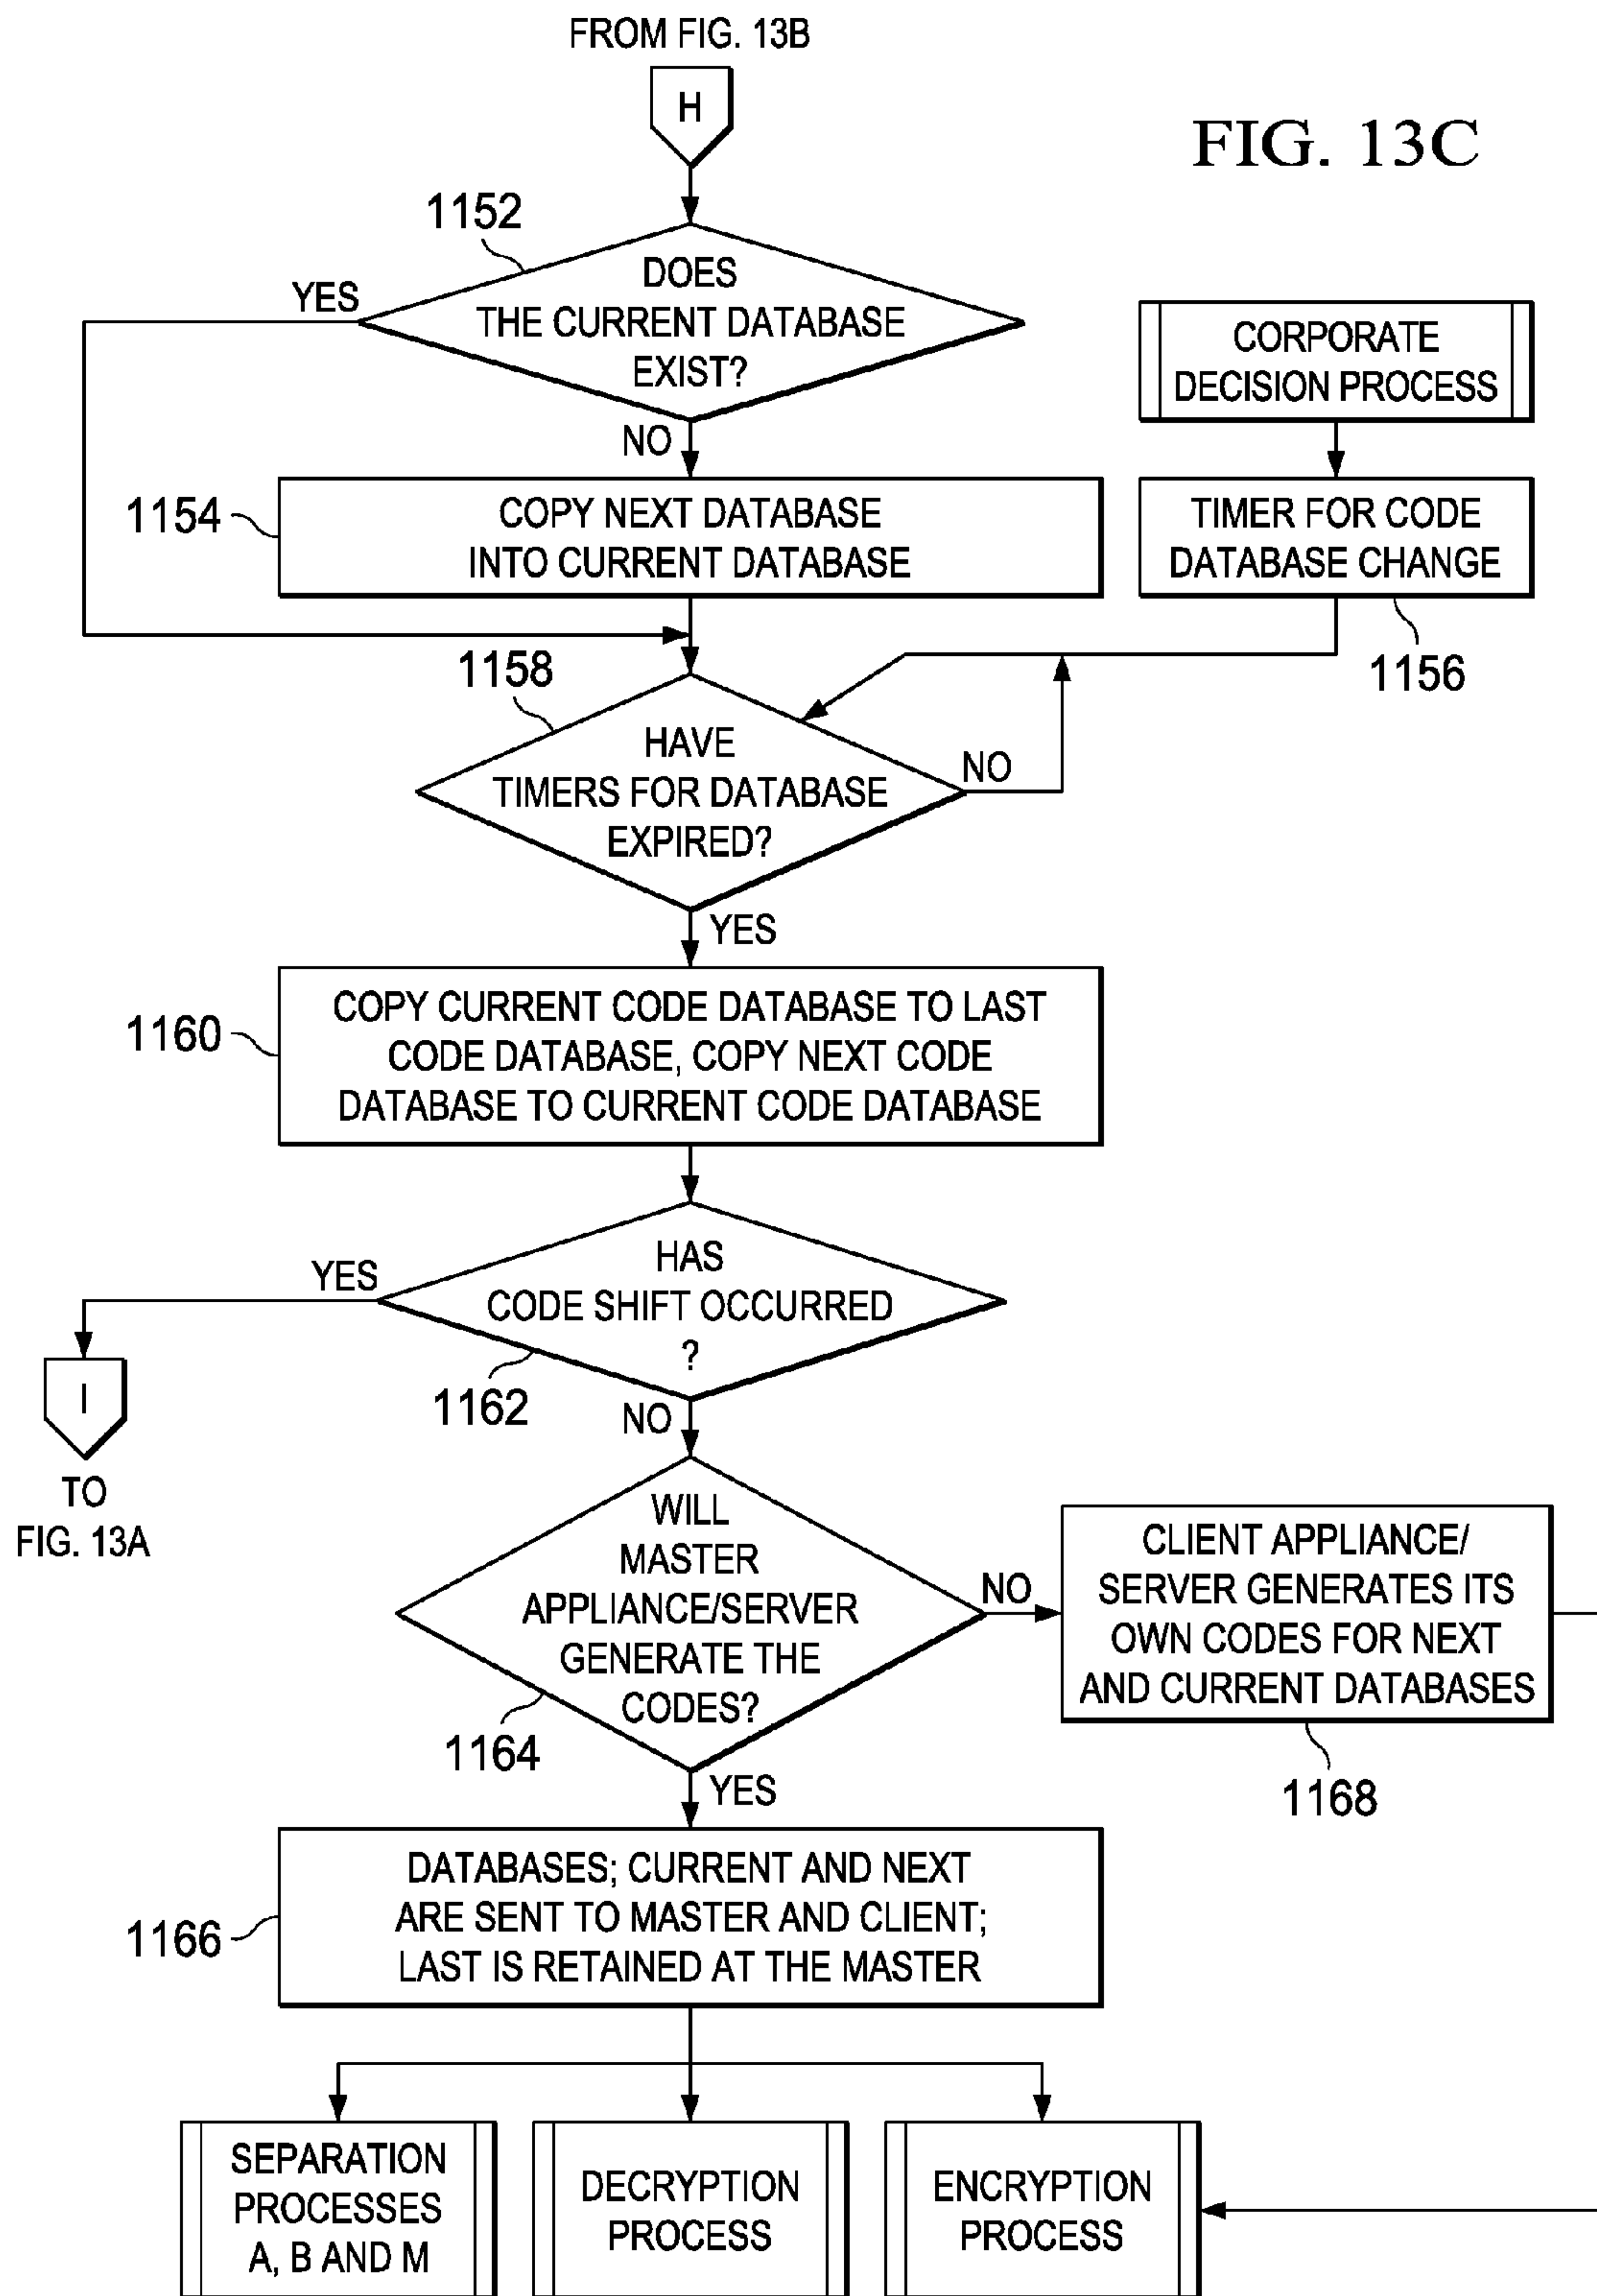 FROM FIG. 13B
H
FIG. 13C
1152
DOES
THE CURRENT DATABASE
EXIST?
YES
NO
CORPORATE
DECISION PROCESS
1154
COPY NEXT DATABASE
INTO CURRENT DATABASE
TIMER FOR CODE
DATABASE CHANGE
1156
1158
HAVE
TIMERS FOR DATABASE
EXPIRED?
NO
YES
1160
COPY CURRENT CODE DATABASE TO LAST
CODE DATABASE, COPY NEXT CODE
DATABASE TO CURRENT CODE DATABASE
HAS
CODE SHIFT OCCURRED
?
YES
1162
NO
I
TO
FIG. 13A
WILL
MASTER
APPLIANCE/SERVER
GENERATE THE
CODES?
1164
NO
CLIENT APPLIANCE/
SERVER GENERATES ITS
OWN CODES FOR NEXT
AND CURRENT DATABASES
1168
YES
1166
DATABASES; CURRENT AND NEXT
ARE SENT TO MASTER AND CLIENT;
LAST IS RETAINED AT THE MASTER
SEPARATION
PROCESSES
A, B AND M
DECRYPTION
PROCESS
ENCRYPTION
PROCESS